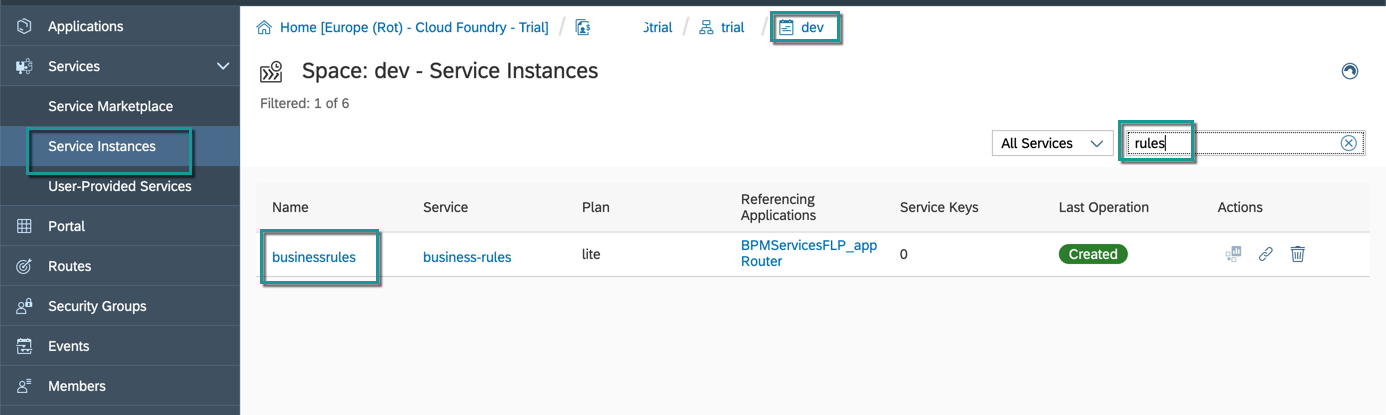 Applications
Services
Service Marketplace
Service Instances
User-Provided Services
Portal
Routes
Security Groups
Events
Members
Home [Europe (Rot) - Cloud Foundry - Trial] / trial / trial / dev
Space: dev - Service Instances
Filtered: 1 of 6
All Services rules
Name Service Plan Referencing Applications Service Keys Last Operation Actions
businessrules business-rules lite BPMServicesFLP_app Router 0 Created